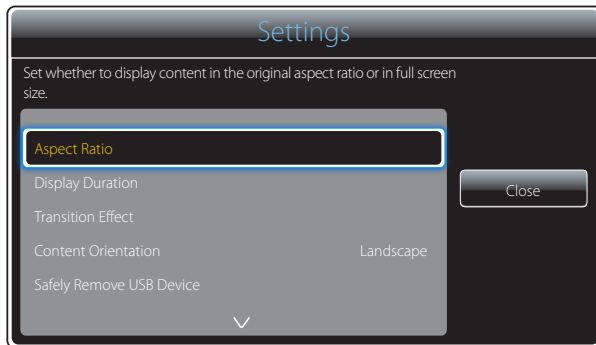 Settings
Set whether to display content in the original aspect ratio or in full screen
size.
Aspect Ratio
Display Duration
Close
Transition Effect
Content Orientation Landscape
Safely Remove USB Device